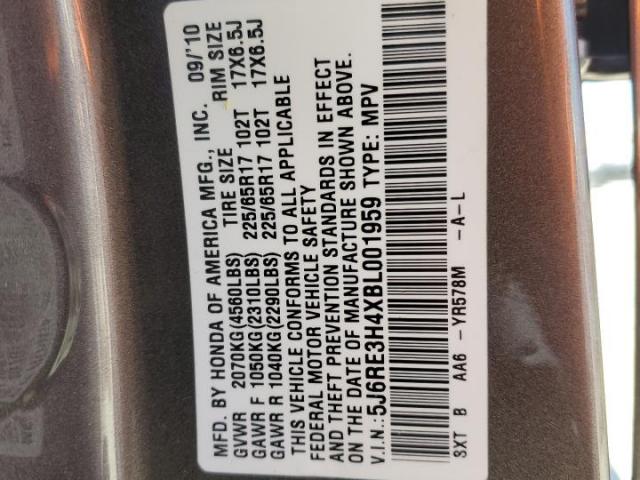 MFD. BY HONDA OF AMERICA MFG., INC. 09/'10
GVWR 2070KG(4560LBS) TIRE SIZE RIM SIZE
GAWR F 1050KG(2310LBS) 225/65R17 102T 17X6.5J
GAWR R 1040KG(2290LBS) 225/65R17 102T 17X6.5J
THIS VEHICLE CONFORMS TO ALL APPLICABLE
FEDERAL MOTOR VEHICLE SAFETY
AND THEFT PREVENTION STANDARDS IN EFFECT
ON THE DATE OF MANUFACTURE SHOWN ABOVE.
V.I.N.:5J6RE3H4XBL001959 TYPE: MPV
SXT B AA6 -YR578M -A-L